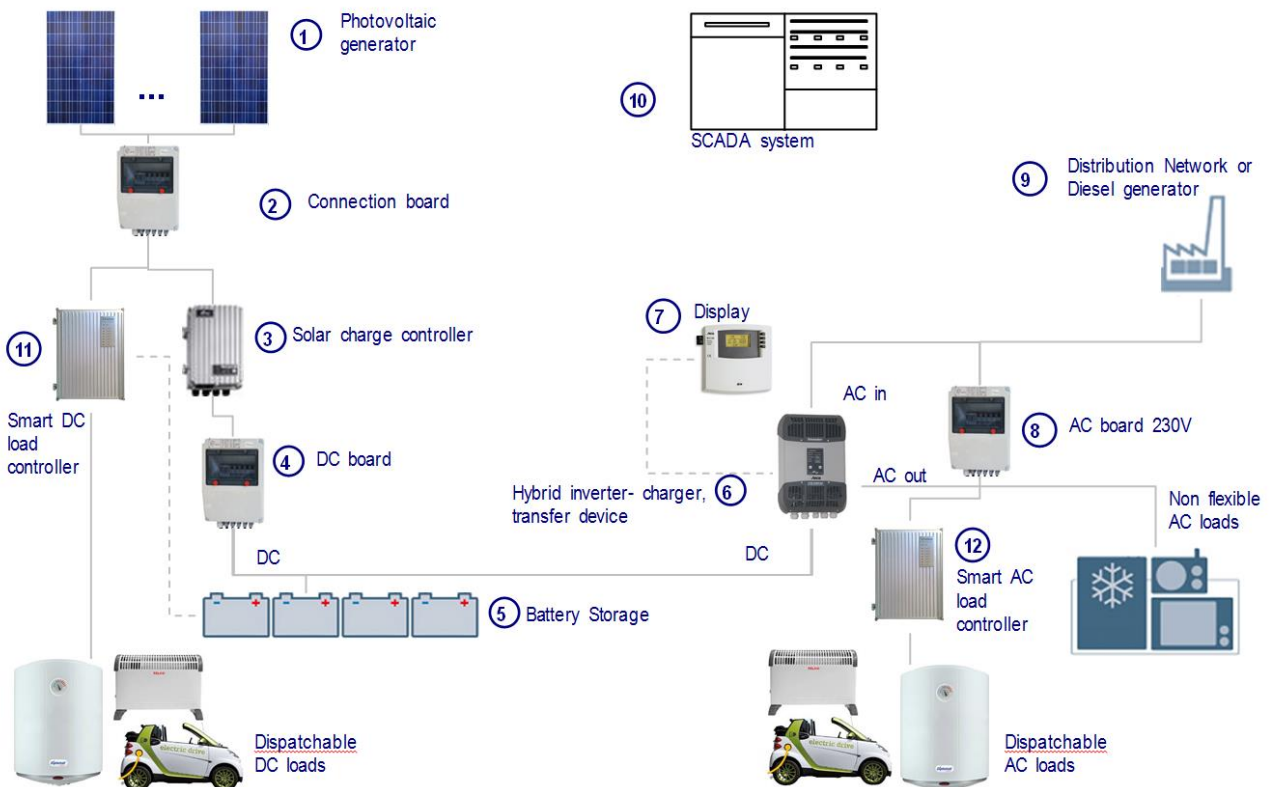 1
Photovoltaic
generator
...
10
SCADA system
9
Distribution Network or
Diesel generator
2
Connection board
11
Smart DC
load
controller
3
Solar charge controller
7
Display
AC in
8
AC board 230V
4
DC board
Hybrid inverter- charger,
transfer device
6
AC out
Non flexible
AC loads
DC
DC
12
Smart AC
load
controller
5
Battery Storage
- +
- +
- +
- +
electric drive
Dispatchable
DC loads
electric drive
Dispatchable
AC loads